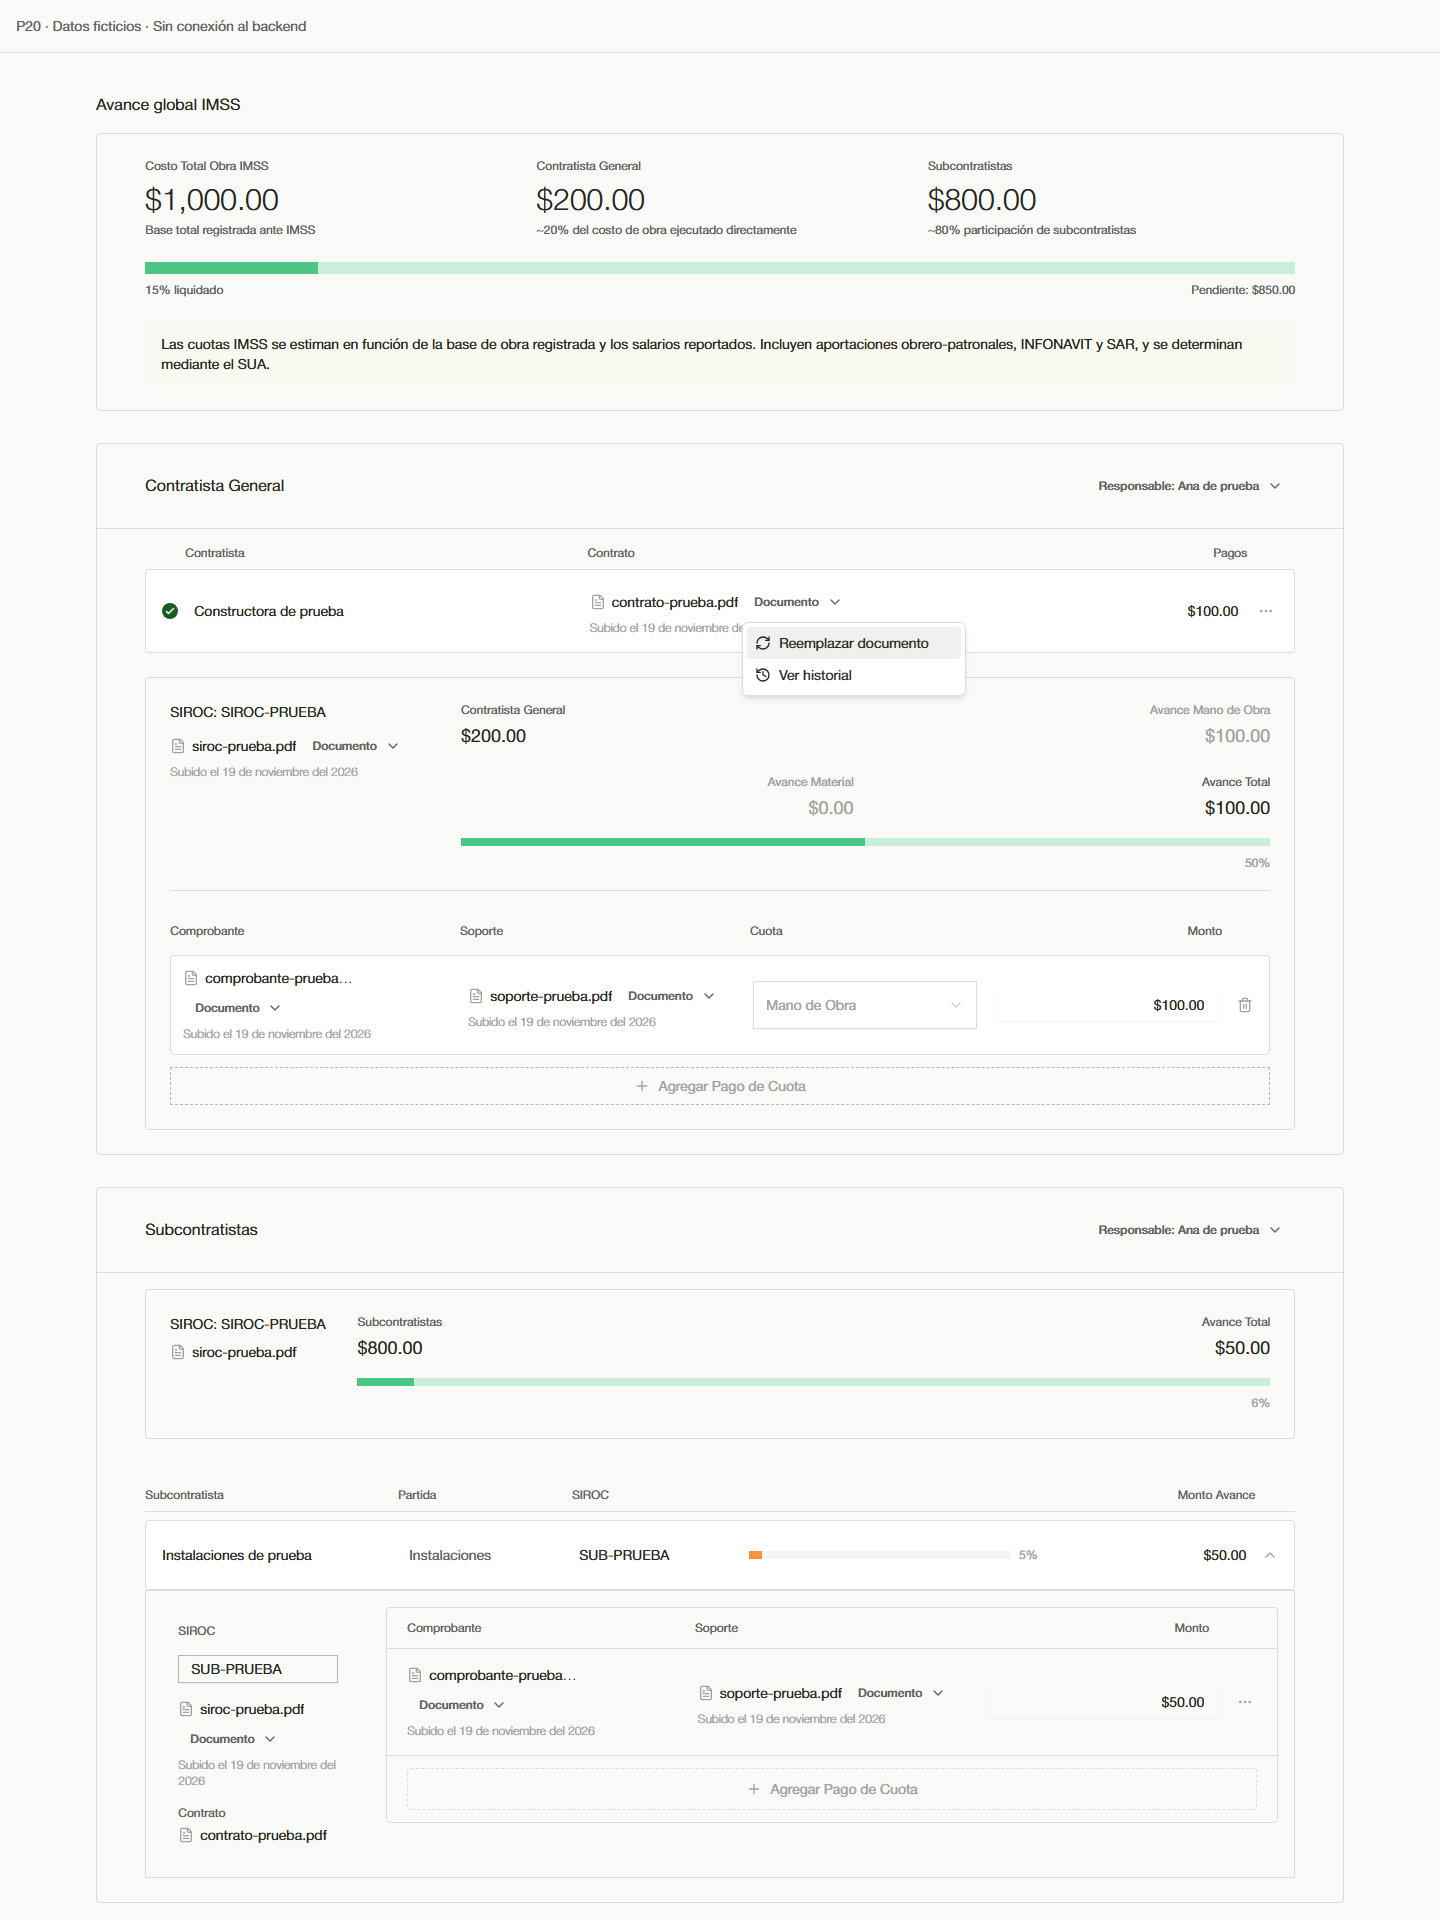 P20 · Datos ficticios · Sin conexión al backend
Avance global IMSS
Costo Total Obra IMSS
$1,000.00
Base total registrada ante IMSS
Contratista General
$200.00
~20% del costo de obra ejecutado directamente
Subcontratistas
$800.00
~80% participación de subcontratistas
15% liquidado
Pendiente: $850.00
Las cuotas IMSS se estiman en función de la base de obra registrada y los salarios reportados. Incluyen aportaciones obrero-patronales, INFONAVIT y SAR, y se determinan
mediante el SUA.
Contratista General
Responsable: Ana de prueba
Contratista
Contrato
Pagos
Constructora de prueba
contrato-prueba.pdf
Documento
Subido el 19 de noviembre de
$100.00
Reemplazar documento
Ver historial
SIROC: SIROC-PRUEBA
siroc-prueba.pdf
Documento
Subido el 19 de noviembre del 2026
Contratista General
$200.00
Avance Mano de Obra
$100.00
Avance Material
$0.00
Avance Total
$100.00
50%
Comprobante
Soporte
Cuota
Monto
comprobante-prueba…
Documento
Subido el 19 de noviembre del 2026
soporte-prueba.pdf
Documento
Subido el 19 de noviembre del 2026
Mano de Obra
$100.00
Agregar Pago de Cuota
Subcontratistas
Responsable: Ana de prueba
SIROC: SIROC-PRUEBA
siroc-prueba.pdf
Subcontratistas
$800.00
Avance Total
$50.00
6%
Subcontratista
Partida
SIROC
Monto Avance
Instalaciones de prueba
Instalaciones
SUB-PRUEBA
5%
$50.00
SIROC
SUB-PRUEBA
siroc-prueba.pdf
Documento
Subido el 19 de noviembre del
2026
Contrato
contrato-prueba.pdf
Comprobante
Soporte
Monto
comprobante-prueba…
Documento
Subido el 19 de noviembre del 2026
soporte-prueba.pdf
Documento
Subido el 19 de noviembre del 2026
$50.00
Agregar Pago de Cuota